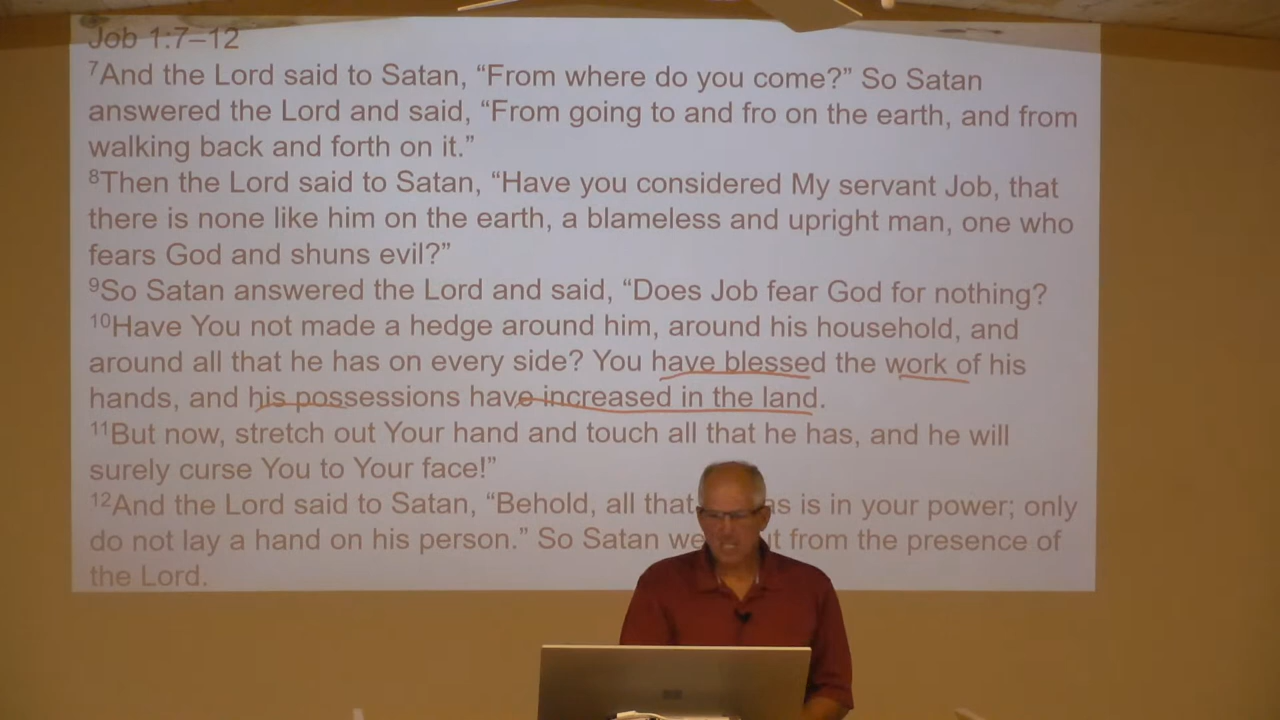 Job 1:7–12
⁷And the Lord said to Satan, “From where do you come?” So Satan
answered the Lord and said, “From going to and fro on the earth, and from
walking back and forth on it.”
⁸Then the Lord said to Satan, “Have you considered My servant Job, that
there is none like him on the earth, a blameless and upright man, one who
fears God and shuns evil?”
⁹So Satan answered the Lord and said, “Does Job fear God for nothing?
¹⁰Have You not made a hedge around him, around his household, and
around all that he has on every side? You have blessed the work of his
hands, and his possessions have increased in the land.
¹¹But now, stretch out Your hand and touch all that he has, and he will
surely curse You to Your face!”
¹²And the Lord said to Satan, “Behold, all that as is in your power; only
do not lay a hand on his person.” So Satan we t from the presence of
the Lord.